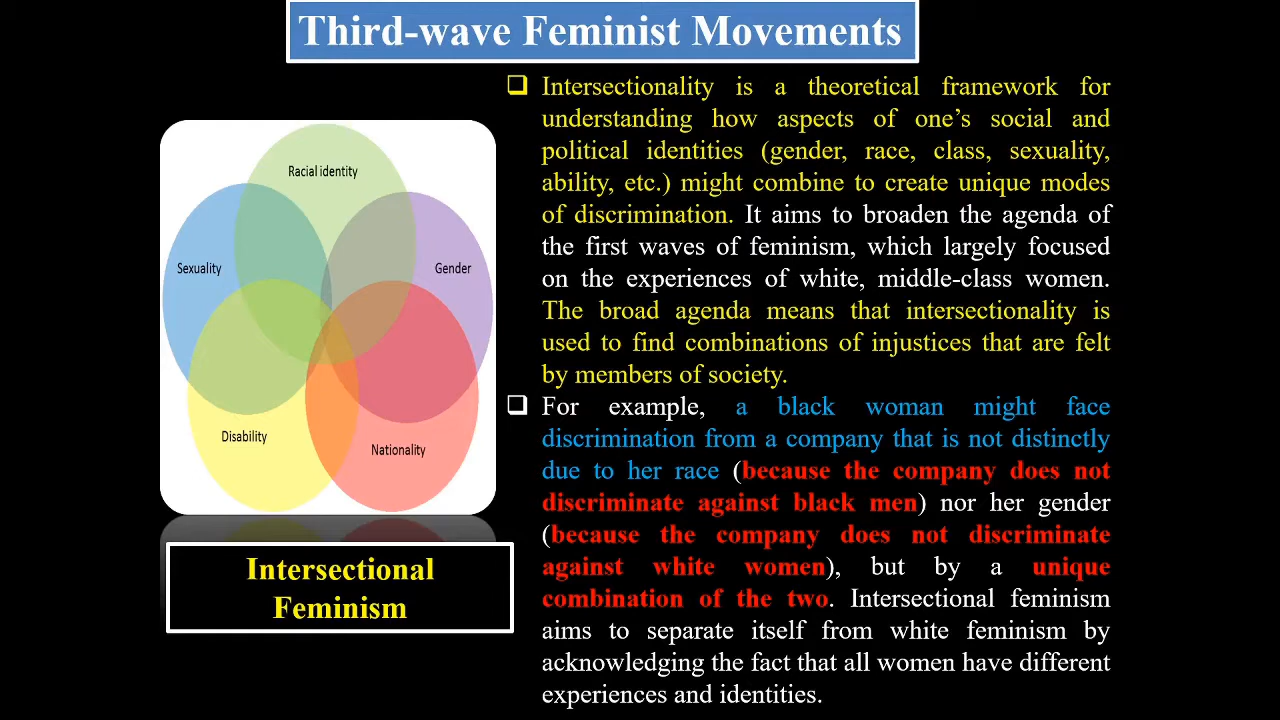 Third-wave Feminist Movements
Racial identity
Sexuality
Gender
Disability
Nationality
Intersectional
Feminism
Intersectionality is a theoretical framework for
understanding how aspects of one’s social and
political identities (gender, race, class, sexuality,
ability, etc.) might combine to create unique modes
of discrimination. It aims to broaden the agenda of
the first waves of feminism, which largely focused
on the experiences of white, middle-class women.
The broad agenda means that intersectionality is
used to find combinations of injustices that are felt
by members of society.
For example, a black woman might face
discrimination from a company that is not distinctly
due to her race (because the company does not
discriminate against black men) nor her gender
(because the company does not discriminate
against white women), but by a unique
combination of the two. Intersectional feminism
aims to separate itself from white feminism by
acknowledging the fact that all women have different
experiences and identities.